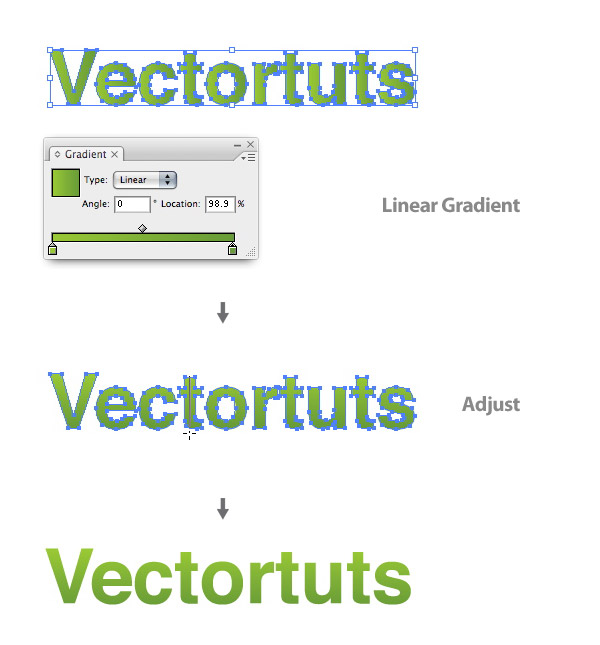 Vectortuts
Gradient
Type: Linear
Angle: 0 ° Location: 98.9 %
Linear Gradient
Vectortuts
Adjust
Vectortuts